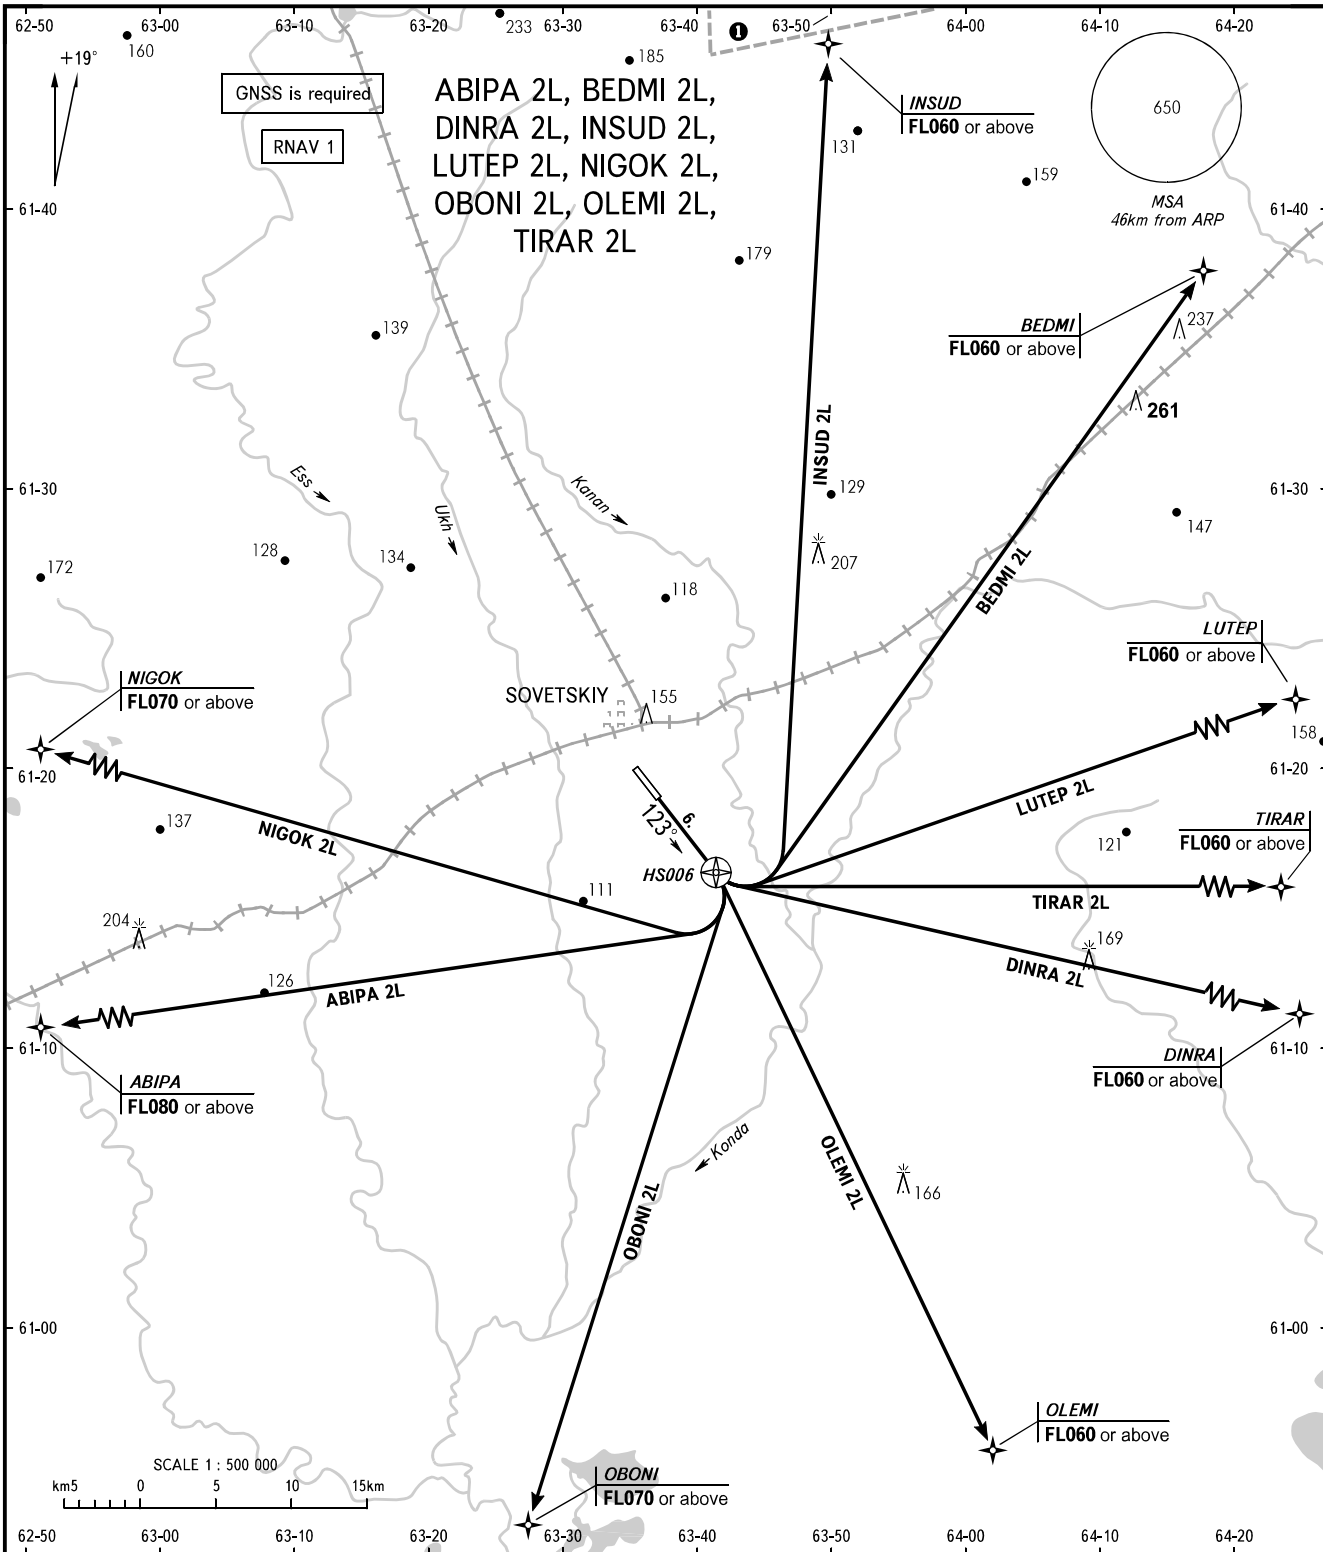 62-50 63-00 63-10 63-20 63-30 63-40 63-50 64-00 64-10 64-20
233
1
160
+19°
185
GNSS is required
RNAV 1
ABIPA 2L, BEDMI 2L,
DINRA 2L, INSUD 2L,
LUTEP 2L, NIGOK 2L,
OBONI 2L, OLEMI 2L,
TIRAR 2L
INSUD
FL060 or above
650
131
159
MSA
46km from ARP
61-40 61-40
179
139
BEDMI
FL060 or above
237
261
INSUD 2L
Ess
Ukh
Kanan
61-30 61-30
129
147
128
134
172
207
118
BEDMI 2L
LUTEP
FL060 or above
NIGOK
FL070 or above
SOVETSKIY
155
158
61-20 61-20
LUTEP 2L
6.
123°
137
NIGOK 2L
TIRAR
FL060 or above
121
HS006
111
TIRAR 2L
204
169
DINRA 2L
126
ABIPA 2L
61-10 61-10
DINRA
FL060 or above
ABIPA
FL080 or above
Konda
OLEMI 2L
166
OBONI 2L
61-00 61-00
OLEMI
FL060 or above
SCALE 1 : 500 000
km5 0 5 10 15km
OBONI
FL070 or above
62-50 63-00 63-10 63-20 63-30 63-40 63-50 64-00 64-10 64-20